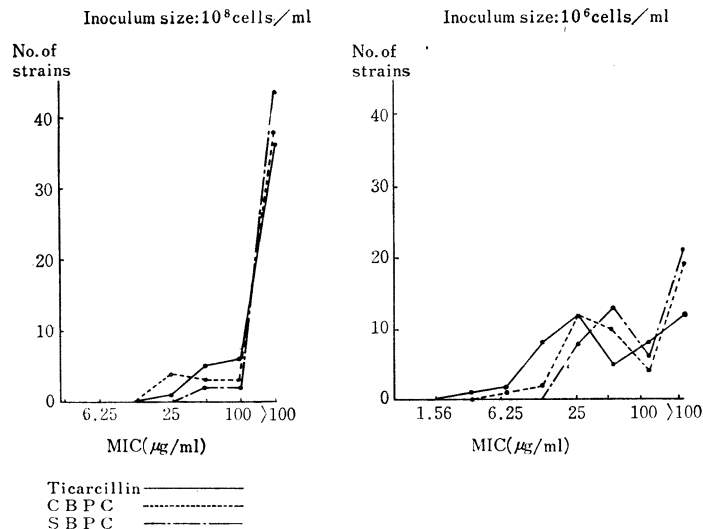 Inoculum size:10⁸cells/ml
No. of
strains
40
30
20
10
0
6.25 25 100 >100
MIC(μg/ml)
Inoculum size:10⁶cells/ml
No. of
strains
40
30
20
10
0
1.56 6.25 25 100 >100
MIC(μg/ml)
Ticarcillin
C B P C
S B P C